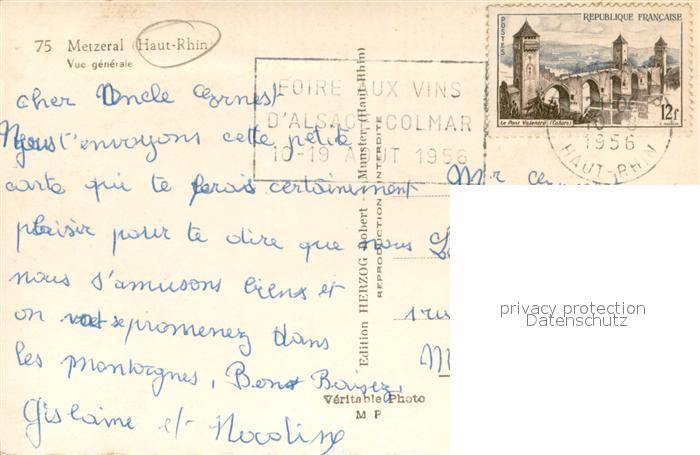 75 Metzeral (Haut-Rhin)
Vue générale
cher Oncle Ernest
Nous t'envoyons cette petite
carte qui te ferais certainement
plaisir pour te dire que nous
nous s'amusons biens et
on se promenez dans
les montagnes, Bons Baisez,
Gislaine et
FOIRE AUX VINS
D'ALSACE COLMAR
10-19 AOUT 1956
Edition HERZOG Robert - Munster (Haut-Rhin)
REPRODUCTION INTERDITE
Véritable Photo
M P
POSTES
REPUBLIQUE FRANÇAISE
Le Pont Valentré (Cahors)
12f
1956
HAUT-RHIN
Mr
privacy protection
Datenschutz